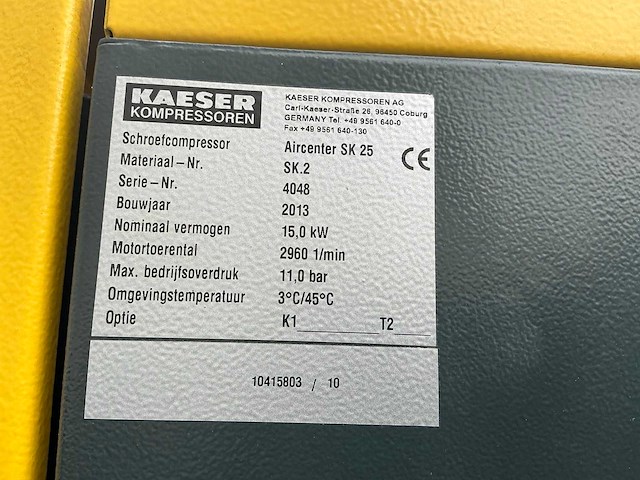 KAESER
KOMPRESSOREN
KAESER KOMPRESSOREN AG
Carl-Kaeser-Straße 26, 96450 Coburg
GERMANY Tel +49 9561 640-0
Fax +49 9561 640-130
CE
Schroefcompressor Aircenter SK 25
Materiaal – Nr. SK.2
Serie – Nr. 4048
Bouwjaar 2013
Nominaal vermogen 15,0 kW
Motortoerental 2960 1/min
Max. bedrijfsoverdruk 11,0 bar
Omgevingstemperatuur 3°C/45°C
Optie K1__________T2____
10415803 / 10